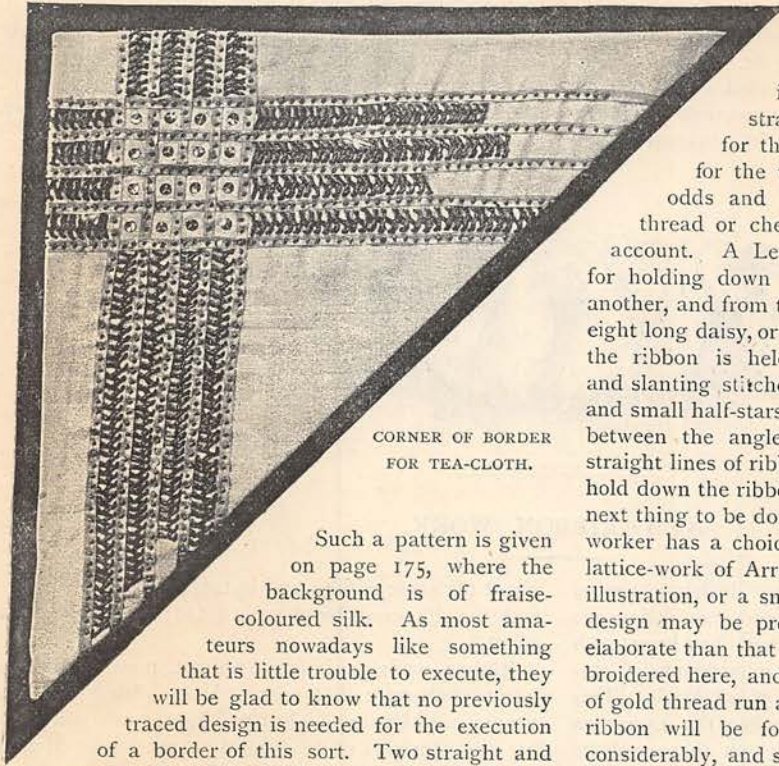 CORNER OF BORDER
FOR TEA-CLOTH.
Such a pattern is given
on page 175, where the
background is of fraise-
coloured silk. As most ama-
teurs nowadays like something
that is little trouble to execute, they
will be glad to know that no previously
traced design is needed for the execution
of a border of this sort. Two straight and
for th
for the
odds and
thread or che
account. A Le
for holding down
another, and from t
eight long daisy, or
the ribbon is hel
and slanting stitch
and small half-stars
between the angle
straight lines of rib
hold down the ribb
next thing to be do
worker has a choi
lattice-work of Arr
illustration, or a sm
design may be pr
elaborate than that
broidered here, and
of gold thread run a
ribbon will be fo
considerably, and s